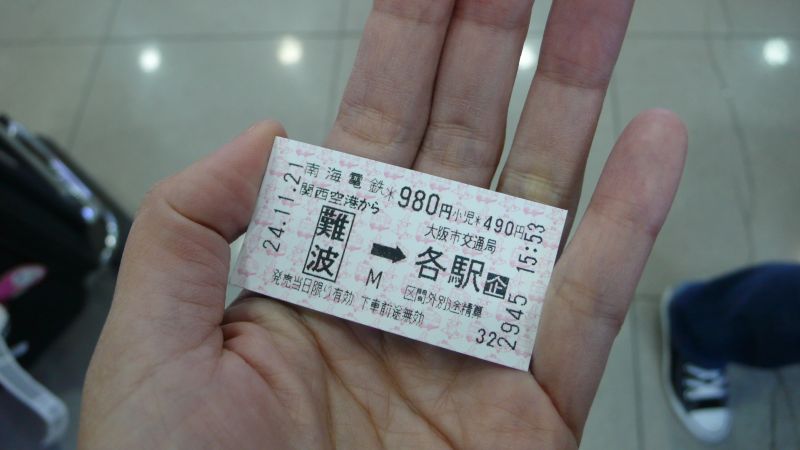 24.11.21
南海電鉄 * 980円 小児 * 490円
関西空港から 大阪市交通局
難波 ➡ 各駅 企
M
区間外別途精算
発売当日限り有効 下車前途無効
32
2945 15:53